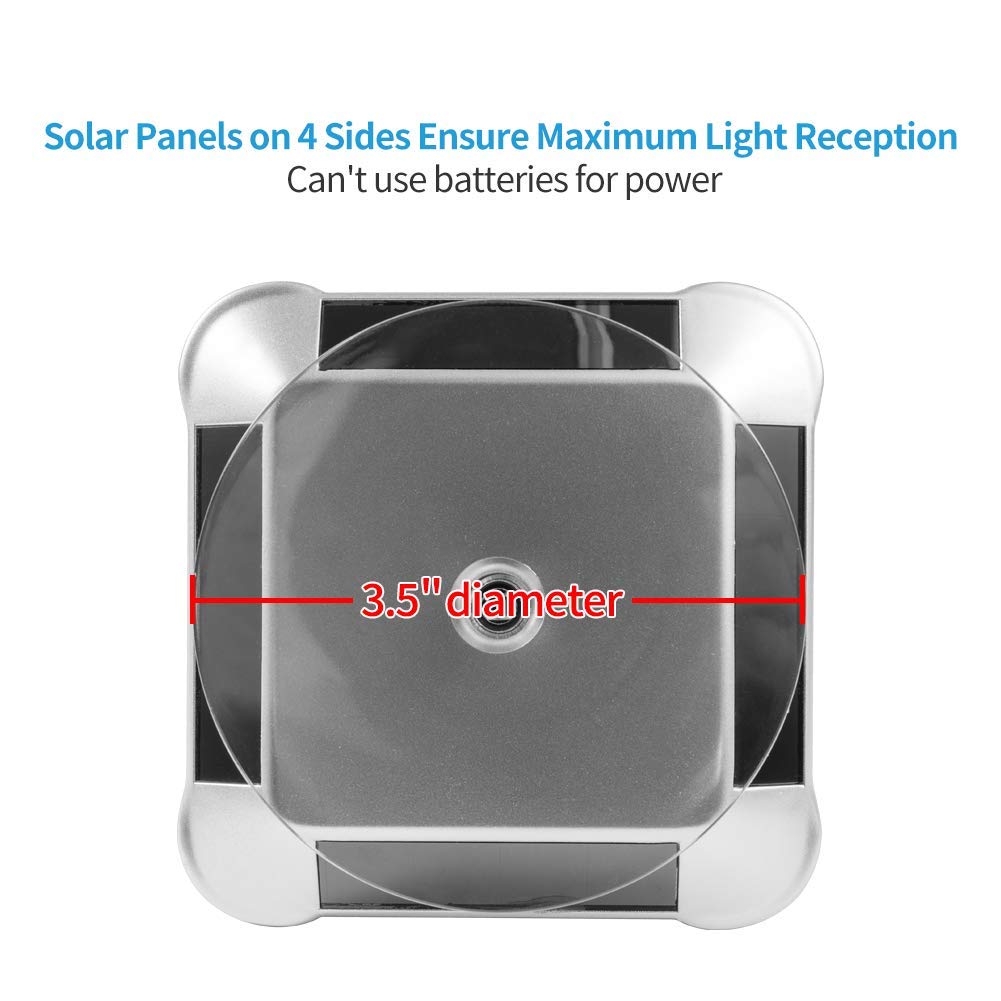 Solar Panels on 4 Sides Ensure Maximum Light Reception
Can't use batteries for power
3.5" diameter